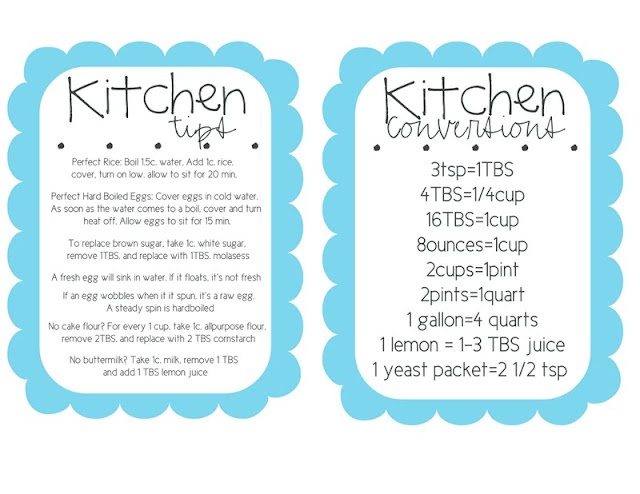 Kitchen
tips
Perfect Rice: Boil 1.5c. water, Add 1c. rice.
cover, turn on low, allow to sit for 20 min.
Perfect Hard Boiled Eggs: Cover eggs in cold water.
As soon as the water comes to a boil, cover and turn
heat off. Allow eggs to sit for 15 min.
To replace brown sugar, take 1c. white sugar,
remove 1TBS. and replace with 1TBS. molasess
A fresh egg will sink in water. If it floats, it's not fresh
If an egg wobbles when it it spun, it's a raw egg.
A steady spin is hardboiled
No cake flour? For every 1 cup, take 1c. allpurpose flour,
remove 2TBS. and replace with 2 TBS cornstarch
No buttermilk? Take 1c. milk, remove 1 TBS
and add 1 TBS lemon juice
Kitchen
conversions
3tsp=1TBS
4TBS=1/4cup
16TBS=1cup
8ounces=1cup
2cups=1pint
2pints=1quart
1 gallon=4 quarts
1 lemon = 1-3 TBS juice
1 yeast packet=2 1/2 tsp